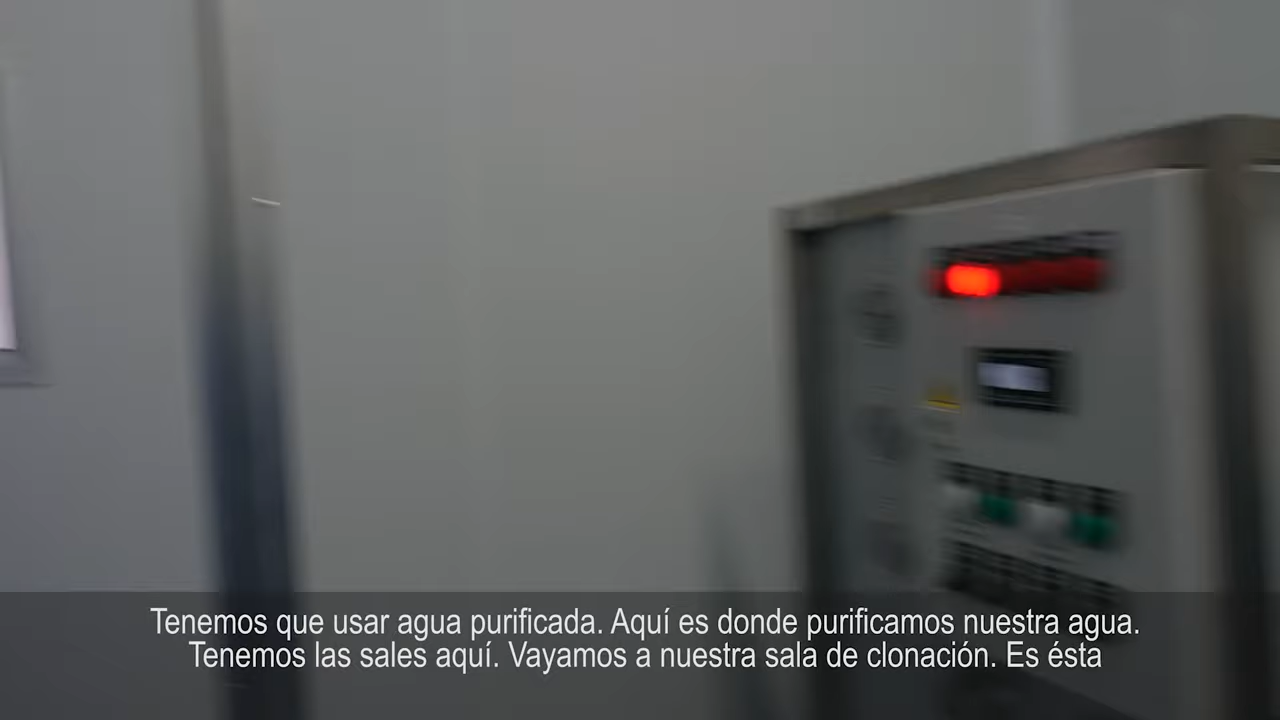 Tenemos que usar agua purificada. Aquí es donde purificamos nuestra agua.
Tenemos las sales aquí. Vayamos a nuestra sala de clonación. Es ésta